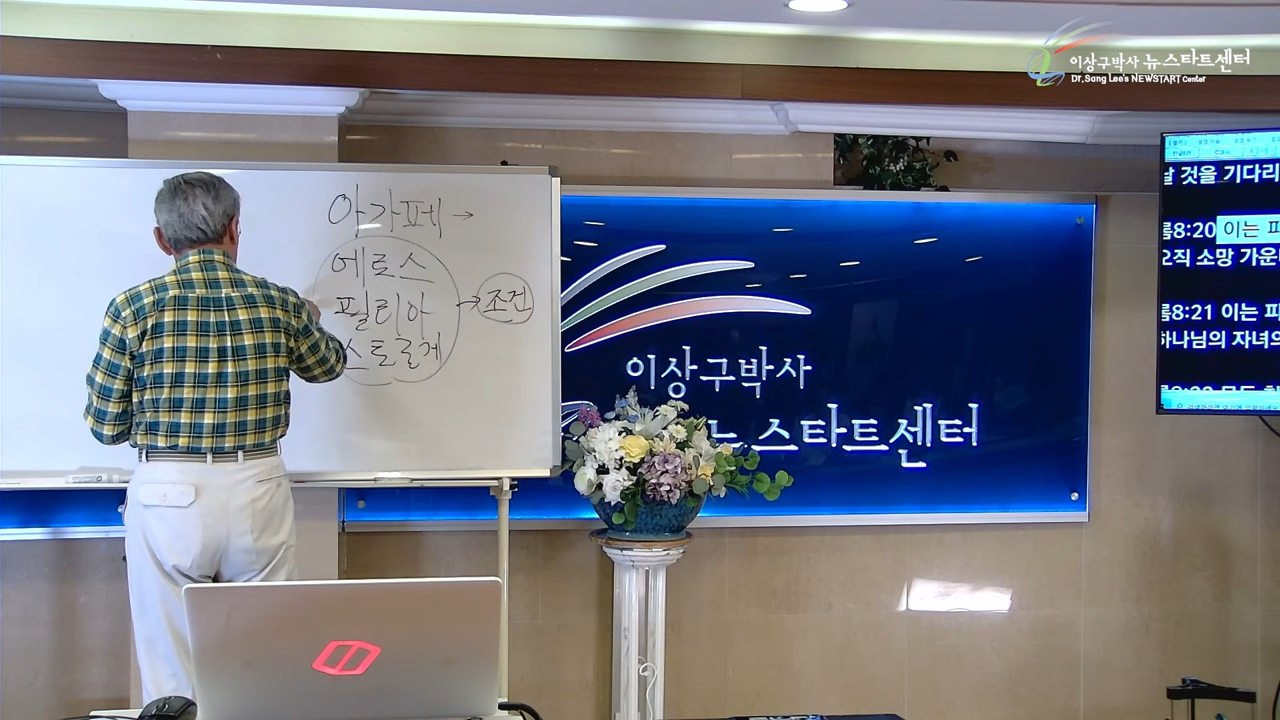 이상구박사 뉴스타트센터
Dr. Sang Lee's NEWSTART Center
아가페 →
에로스
필리아 → 조건
스토르게
이상구박사
뉴스타트센터
날 것을 기다리
롬8:20 이는 피
오직 소망 가운
롬8:21 이는 피
하나님의 자녀의